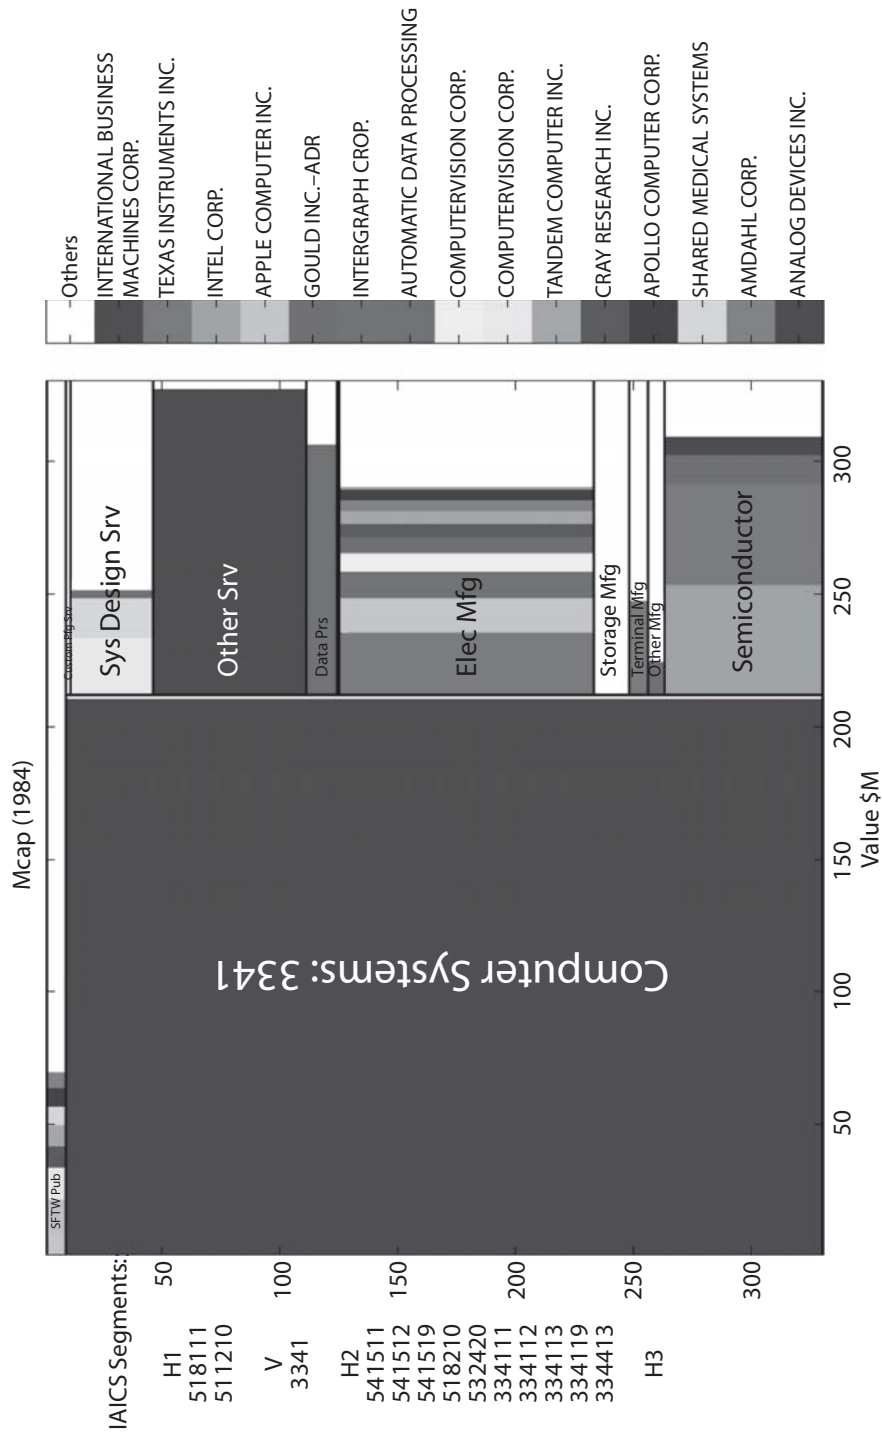 Mcap (1984)
IAICS Segments:
H1
518111
511210
V
3341
H2
541511
541512
541519
518210
532420
334111
334112
334113
334119
334413
H3
50
100
150
200
250
300
SFTW Pub
Custom Prg Srv
Sys Design Srv
Other Srv
Data Prs
Elec Mfg
Storage Mfg
Terminal Mfg
Other Mfg
Semiconductor
Computer Systems: 3341
50
100
150
200
250
300
Value $M
Others
INTERNATIONAL BUSINESS
MACHINES CORP.
TEXAS INSTRUMENTS INC.
INTEL CORP.
APPLE COMPUTER INC.
GOULD INC.–ADR
INTERGRAPH CROP.
AUTOMATIC DATA PROCESSING
COMPUTERVISION CORP.
COMPUTERVISION CORP.
TANDEM COMPUTER INC.
CRAY RESEARCH INC.
APOLLO COMPUTER CORP.
SHARED MEDICAL SYSTEMS
AMDAHL CORP.
ANALOG DEVICES INC.